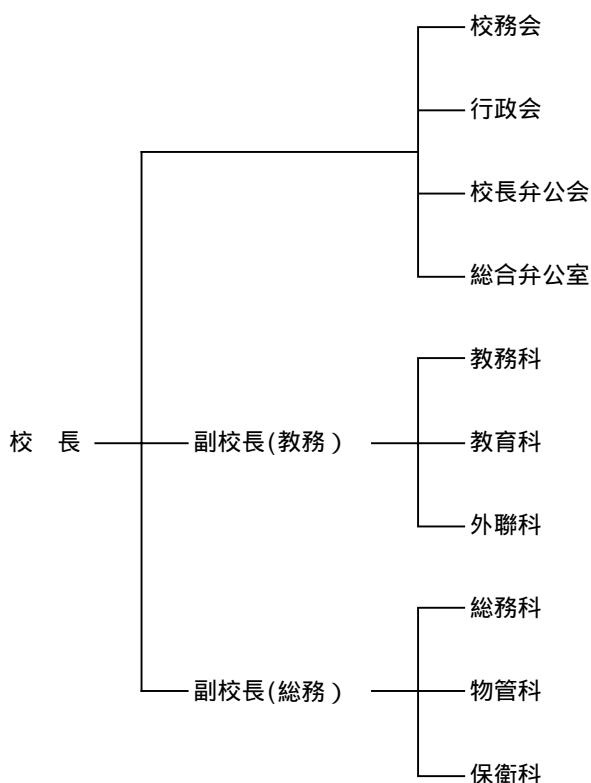 校務会
行政会
校長弁公会
総合弁公室
教務科
校　長 副校長(教務) 教育科
外聯科
総務科
副校長(総務) 物管科
保衛科